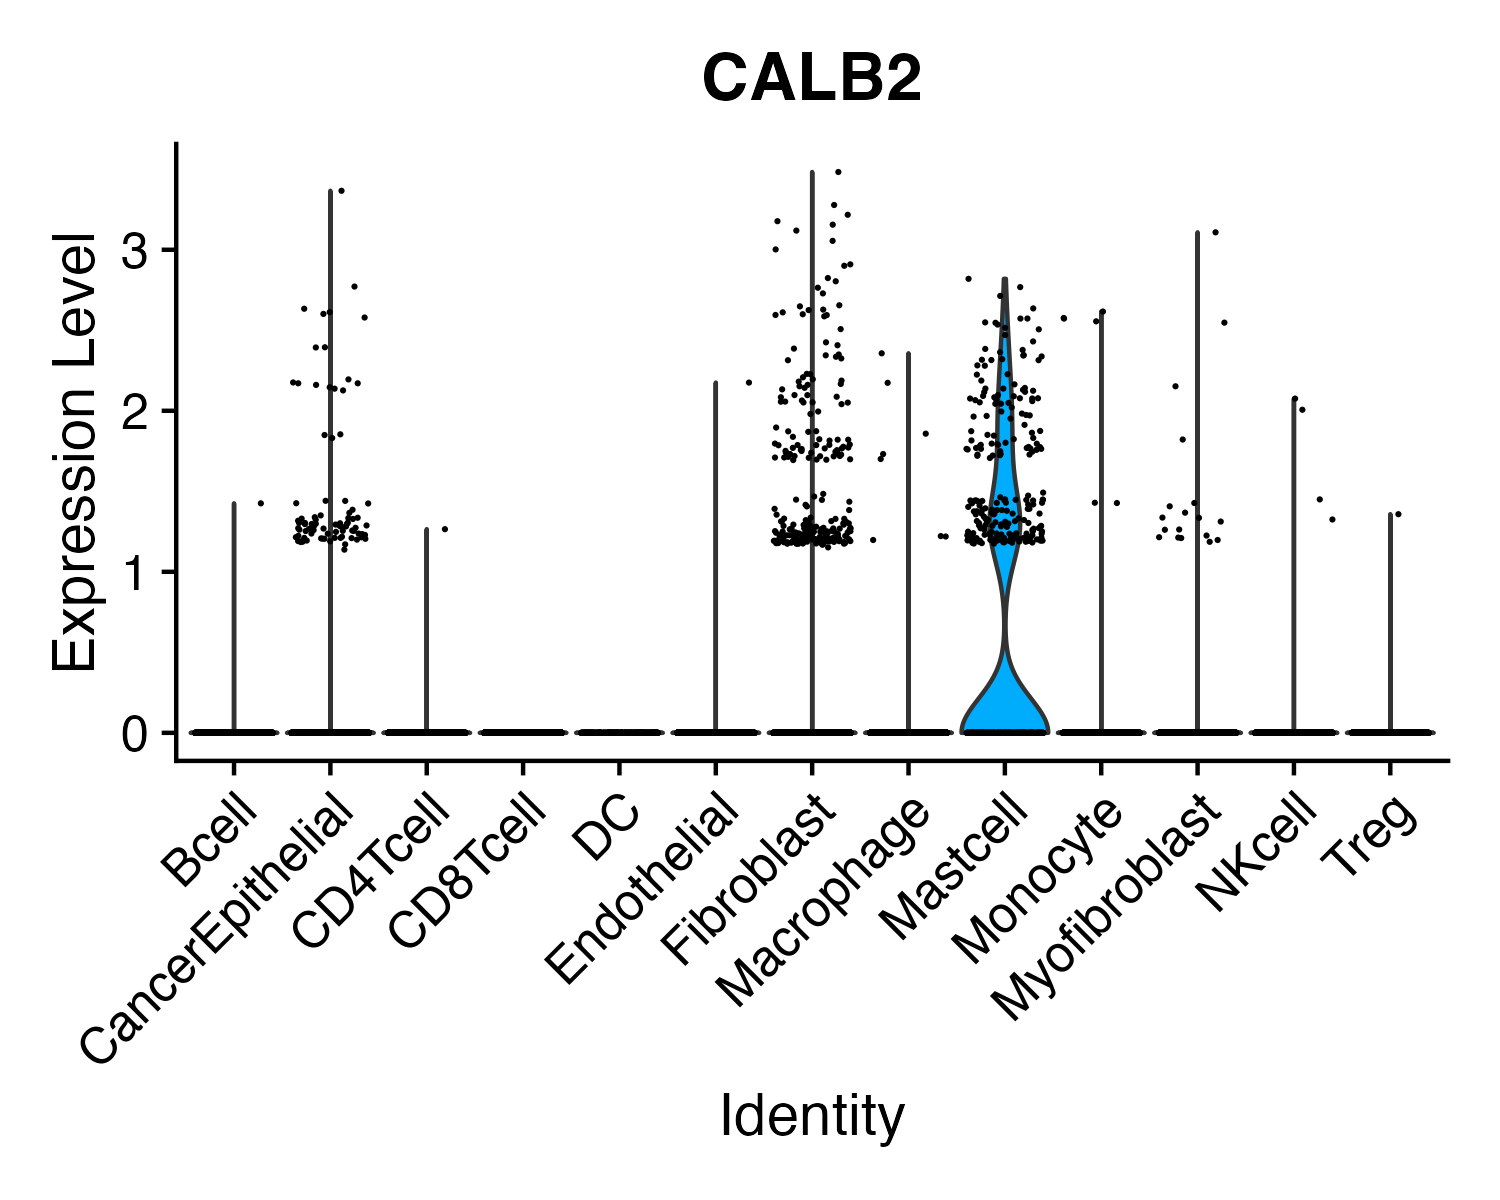 CALB2
Expression Level
3
2
1
0
Bcell
CancerEpithelial
CD4Tcell
CD8Tcell
DC
Endothelial
Fibroblast
Macrophage
Mastcell
Monocyte
Myofibroblast
NKcell
Treg
Identity